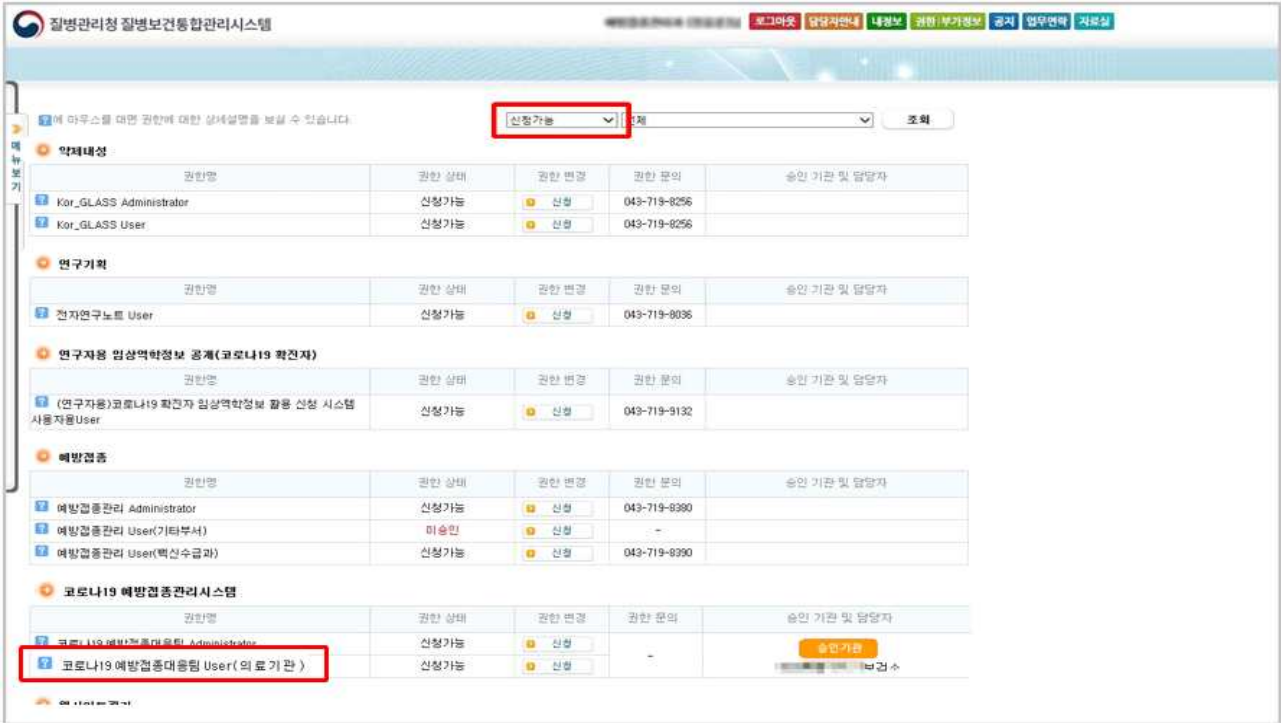 질병관리청 질병보건통합관리시스템
로그아웃 담당자안내 내정보 권한|부가정보 공지 업무연락 자료실
메뉴보기
?에 마우스를 대면 권한에 대한 상세설명을 보실 수 있습니다.
신청가능 전체 조회
약제내성
권한명 권한 상태 권한 변경 권한 문의 승인 기관 및 담당자
Kor_GLASS Administrator 신청가능 신청 043-719-8256
Kor_GLASS User 신청가능 신청 043-719-8256
연구기획
권한명 권한 상태 권한 변경 권한 문의 승인 기관 및 담당자
전자연구노트 User 신청가능 신청 043-719-8036
연구자용 임상역학정보 공개(코로나19 확진자)
권한명 권한 상태 권한 변경 권한 문의 승인 기관 및 담당자
(연구자용)코로나19 확진자 임상역학정보 활용 신청 시스템
사용자용User 신청가능 신청 043-719-9132
예방접종
권한명 권한 상태 권한 변경 권한 문의 승인 기관 및 담당자
예방접종관리 Administrator 신청가능 신청 043-719-8380
예방접종관리 User(기타부서) 미승인 신청 -
예방접종관리 User(백신수급과) 신청가능 신청 043-719-8390
코로나19 예방접종관리시스템
권한명 권한 상태 권한 변경 권한 문의 승인 기관 및 담당자
코로나19 예방접종대응팀 Administrator 신청가능 신청 - 승인기관
코로나19 예방접종대응팀 User(의료기관) 신청가능 신청 보건소